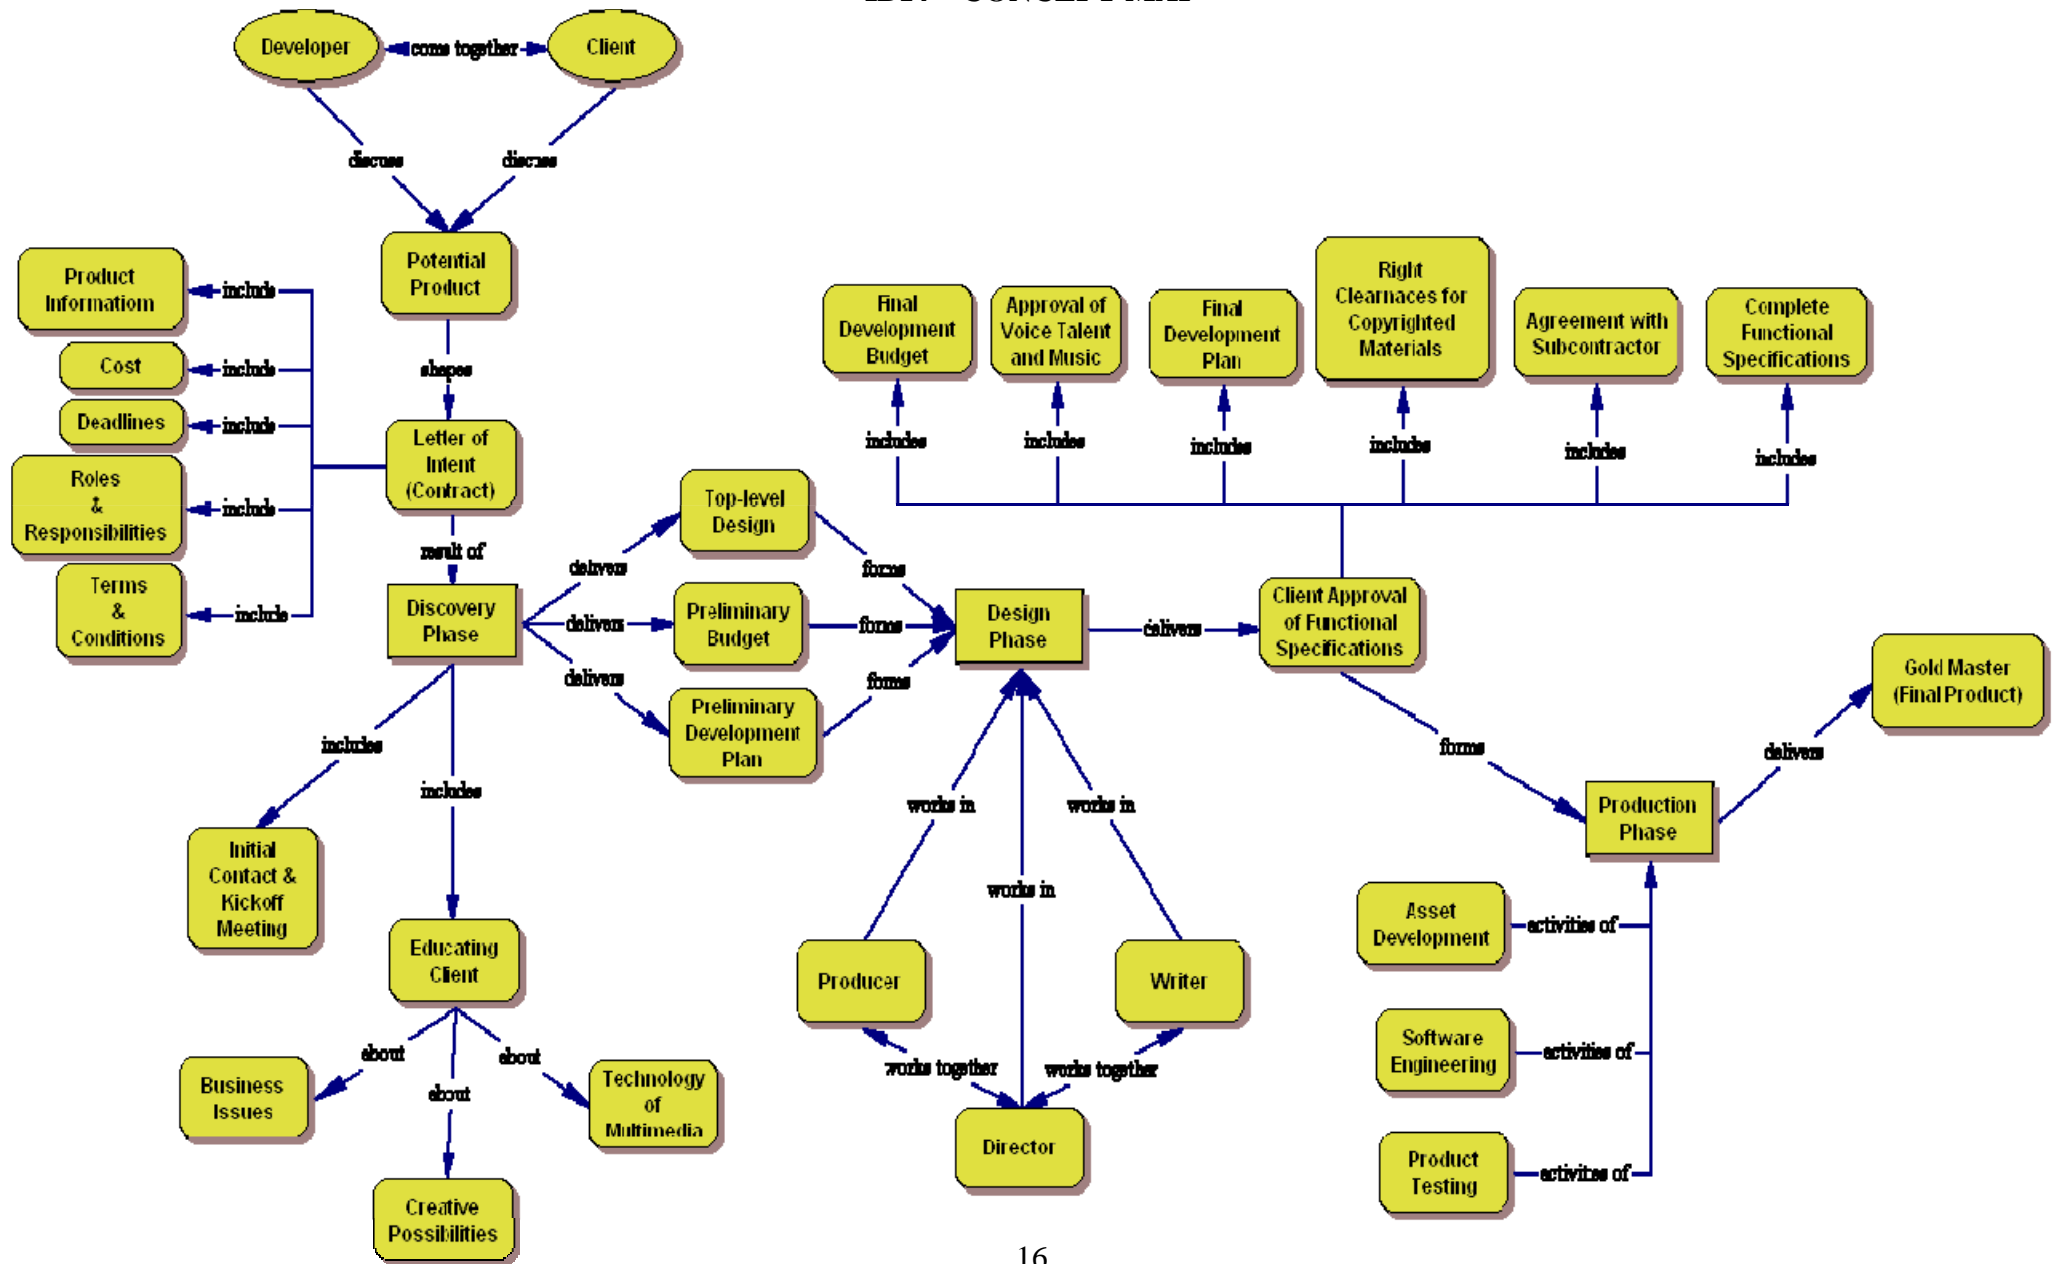 CONCEPT MAP
Developer
come together
Client
discuss
discuss
Potential
Product
shapes
Letter of
Intent
(Contract)
include
Product
Informatiom
include
Cost
include
Deadlines
include
Roles
&
Responsibilities
include
Terms
&
Conditions
result of
Discovery
Phase
includes
Initial
Contact &
Kickoff
Meeting
includes
Educating
Client
about
Business
Issues
about
Creative
Possibilities
about
Technology
of
Multimedia
delivers
Top-level
Design
delivers
Preliminary
Budget
delivers
Preliminary
Development
Plan
forms
forms
forms
Design
Phase
works in
works in
works in
Producer
Writer
works together
works together
Director
delivers
Client Approval
of Functional
Specifications
includes
Final
Development
Budget
includes
Approval of
Voice Talent
and Music
includes
Final
Development
Plan
includes
Right
Clearnaces for
Copyrighted
Materials
includes
Agreement with
Subcontractor
includes
Complete
Functional
Specifications
forms
Production
Phase
delivers
Gold Master
(Final Product)
Asset
Development
activities of
Software
Engineering
activities of
Product
Testing
activities of
16